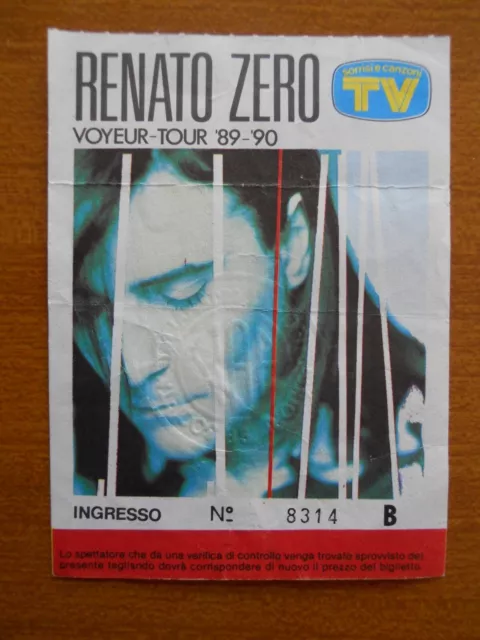 RENATO ZERO
sorrisi e canzoni
TV
VOYEUR-TOUR '89-'90
INGRESSO Nº 8314 B
Lo spettatore che da una verifica di controllo venga trovato sprovvisto del
presente tagliando dovrà corrispondere di nuovo il prezzo del biglietto.